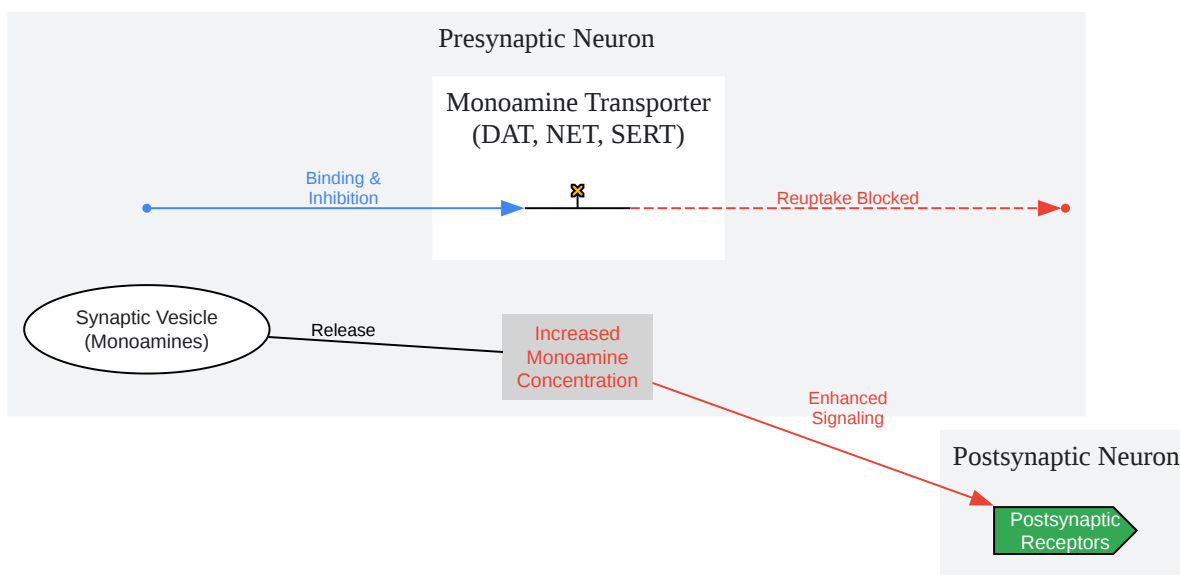 Presynaptic Neuron
Monoamine Transporter
(DAT, NET, SERT)
Binding &
Inhibition
Reuptake Blocked
Synaptic Vesicle
(Monoamines)
Release
Increased
Monoamine
Concentration
Enhanced
Signaling
Postsynaptic Neuron
Postsynaptic
Receptors